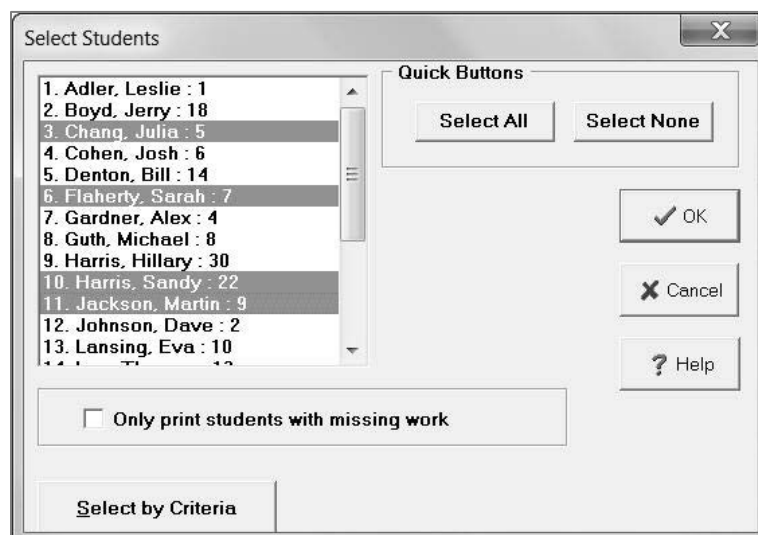 Select Students
X
1. Adler, Leslie : 1
2. Boyd, Jerry : 18
3. Chang, Julia : 5
4. Cohen, Josh : 6
5. Denton, Bill : 14
6. Flaherty, Sarah : 7
7. Gardner, Alex : 4
8. Guth, Michael : 8
9. Harris, Hillary : 30
10. Harris, Sandy : 22
11. Jackson, Martin : 9
12. Johnson, Dave : 2
13. Lansing, Eva : 10
Quick Buttons
Select All
Select None
OK
Cancel
? Help
Only print students with missing work
Select by Criteria